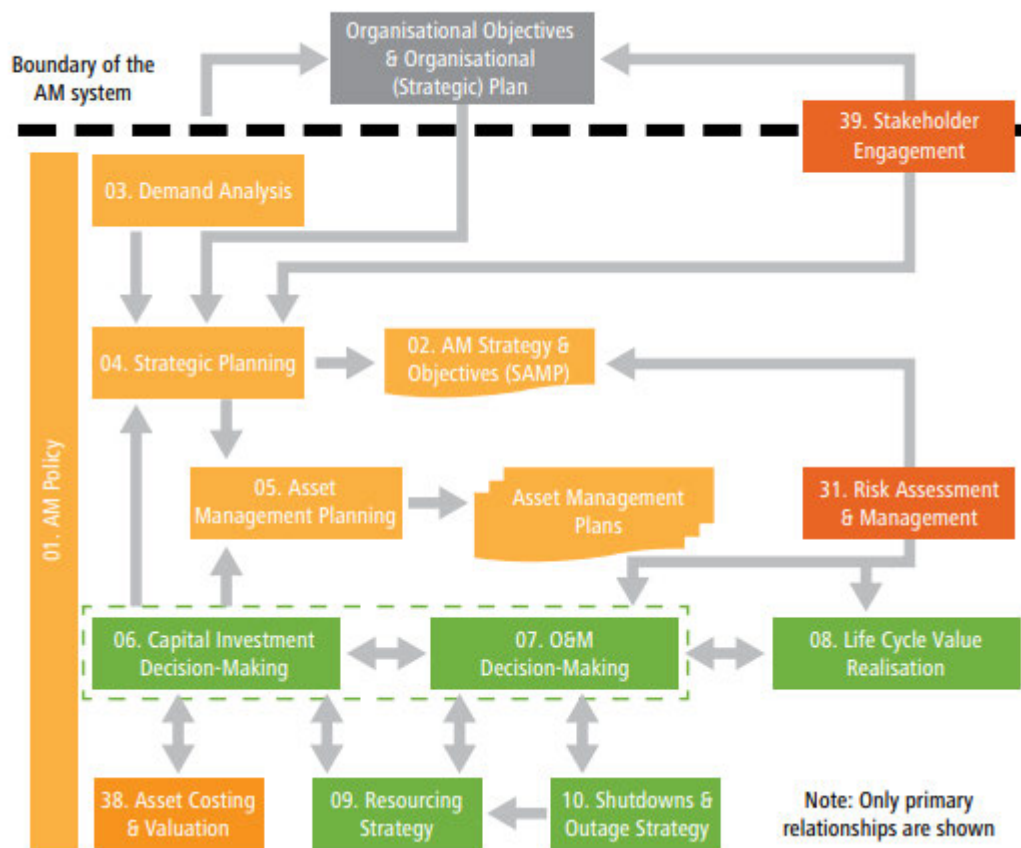 Organisational Objectives
& Organisational
(Strategic) Plan
Boundary of the
AM system
39. Stakeholder
Engagement
03. Demand Analysis
04. Strategic Planning
02. AM Strategy &
Objectives (SAMP)
01. AM Policy
05. Asset
Management Planning
Asset Management
Plans
31. Risk Assessment
& Management
06. Capital Investment
Decision-Making
07. O&M
Decision-Making
08. Life Cycle Value
Realisation
38. Asset Costing
& Valuation
09. Resourcing
Strategy
10. Shutdowns &
Outage Strategy
Note: Only primary
relationships are shown